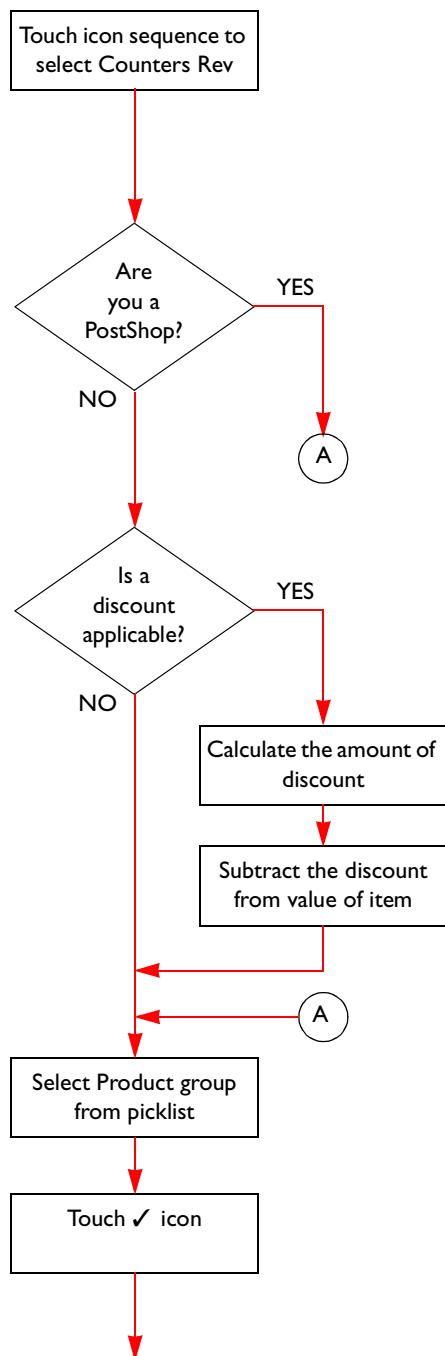 Touch icon sequence to
select Counters Rev
Are
you a
PostShop?
YES
NO
A
Is a
discount
applicable?
YES
NO
Calculate the amount of
discount
Subtract the discount
from value of item
A
Select Product group
from picklist
Touch ✓ icon